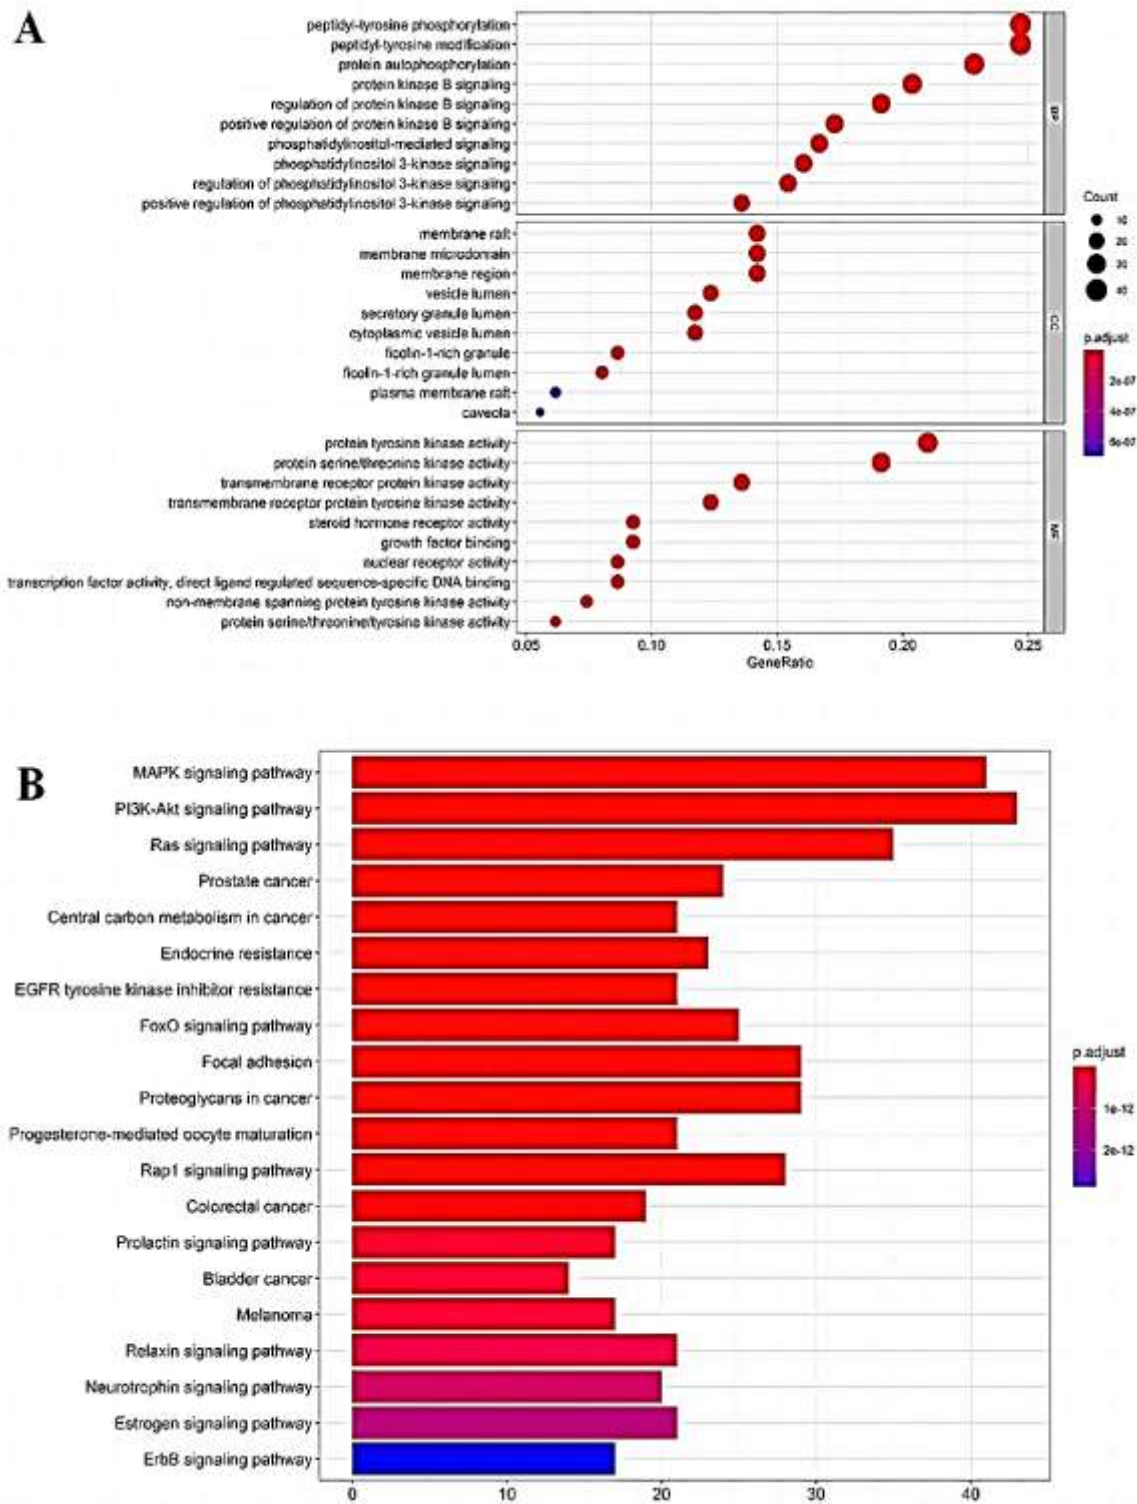 A
peptidyl-tyrosine phosphorylation
peptidyl-tyrosine modification
protein autophosphorylation
protein kinase B signaling
regulation of protein kinase B signaling
positive regulation of protein kinase B signaling
phosphatidylinositol-mediated signaling
phosphatidylinositol 3-kinase signaling
regulation of phosphatidylinositol 3-kinase signaling
positive regulation of phosphatidylinositol 3-kinase signaling
BP
membrane raft
membrane microdomain
membrane region
vesicle lumen
secretory granule lumen
cytoplasmic vesicle lumen
ficolin-1-rich granule
ficolin-1-rich granule lumen
plasma membrane raft
caveola
CC
protein tyrosine kinase activity
protein serine/threonine kinase activity
transmembrane receptor protein kinase activity
transmembrane receptor protein tyrosine kinase activity
steroid hormone receptor activity
growth factor binding
nuclear receptor activity
transcription factor activity, direct ligand regulated sequence-specific DNA binding
non-membrane spanning protein tyrosine kinase activity
protein serine/threonine/tyrosine kinase activity
MF
0.05 0.10 0.15 0.20 0.25
GeneRatio
Count
10
20
30
40
p.adjust
2e-07
4e-07
6e-07
B
MAPK signaling pathway
PI3K-Akt signaling pathway
Ras signaling pathway
Prostate cancer
Central carbon metabolism in cancer
Endocrine resistance
EGFR tyrosine kinase inhibitor resistance
FoxO signaling pathway
Focal adhesion
Proteoglycans in cancer
Progesterone-mediated oocyte maturation
Rap1 signaling pathway
Colorectal cancer
Prolactin signaling pathway
Bladder cancer
Melanoma
Relaxin signaling pathway
Neurotrophin signaling pathway
Estrogen signaling pathway
ErbB signaling pathway
0 10 20 30 40
p.adjust
1e-12
2e-12